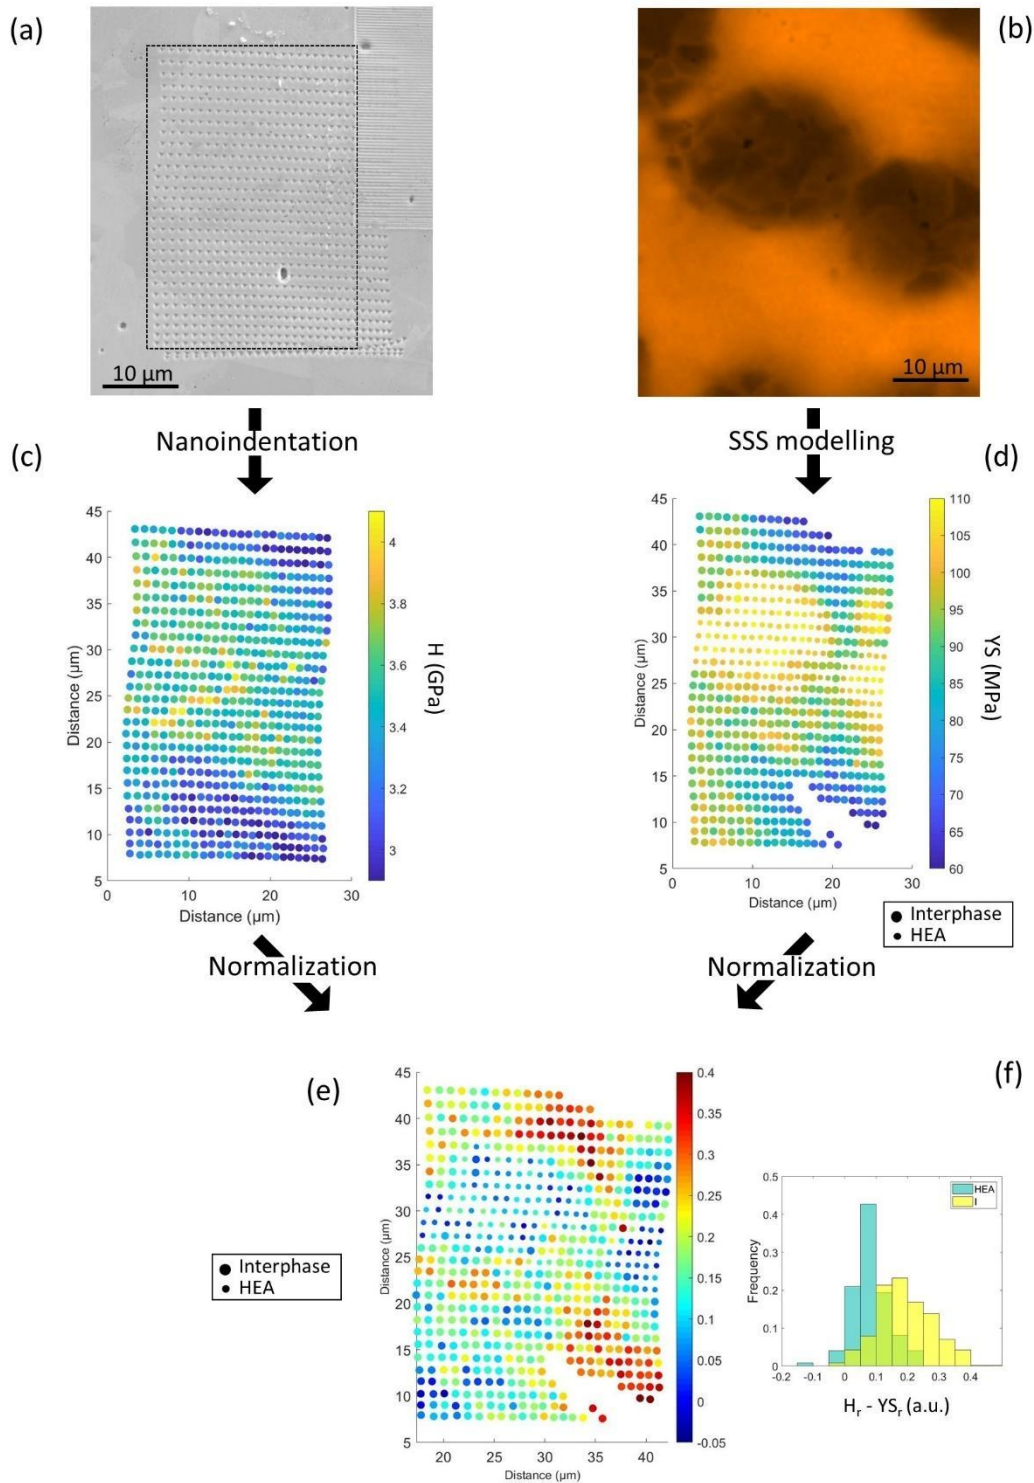 (a)
10 µm
(b)
10 µm
Nanoindentation
SSS modelling
(c)
45
40
35
30
25
20
15
10
5
0
10
20
30
Distance (µm)
Distance (µm)
4
3.8
3.6
3.4
3.2
3
H (GPa)
(d)
45
40
35
30
25
20
15
10
5
0
10
20
30
Distance (µm)
Distance (µm)
110
105
100
95
90
85
80
75
70
65
60
YS (MPa)
Interphase
HEA
Normalization
Normalization
(e)
45
40
35
30
25
20
15
10
5
20
25
30
35
40
Distance (µm)
Distance (µm)
0.4
0.35
0.3
0.25
0.2
0.15
0.1
0.05
0
-0.05
Interphase
HEA
(f)
0.5
0.4
0.3
0.2
0.1
0
-0.2
-0.1
0
0.1
0.2
0.3
0.4
Frequency
HEA
I
Hr - YSr (a.u.)